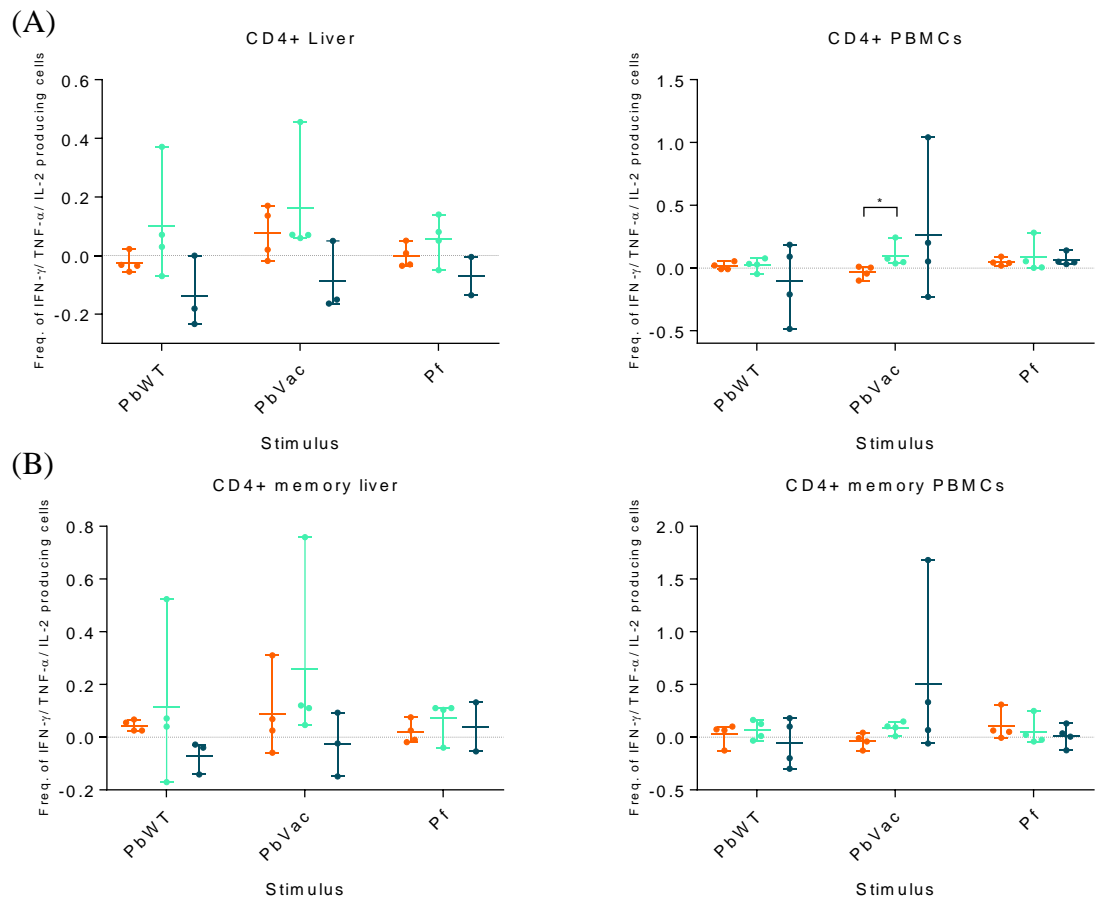 (A)
CD4+ Liver
Freq. of IFN-γ/ TNF-α/ IL-2 producing cells
0.6
0.4
0.2
0.0
-0.2
PbWT
PbVac
Pf
Stimulus
CD4+ PBMCs
Freq. of IFN-γ/ TNF-α/ IL-2 producing cells
1.5
1.0
0.5
0.0
-0.5
*
PbWT
PbVac
Pf
Stimulus
(B)
CD4+ memory liver
Freq. of IFN-γ/ TNF-α/ IL-2 producing cells
0.8
0.6
0.4
0.2
0.0
-0.2
PbWT
PbVac
Pf
Stimulus
CD4+ memory PBMCs
Freq. of IFN-γ/ TNF-α/ IL-2 producing cells
2.0
1.5
1.0
0.5
0.0
-0.5
PbWT
PbVac
Pf
Stimulus